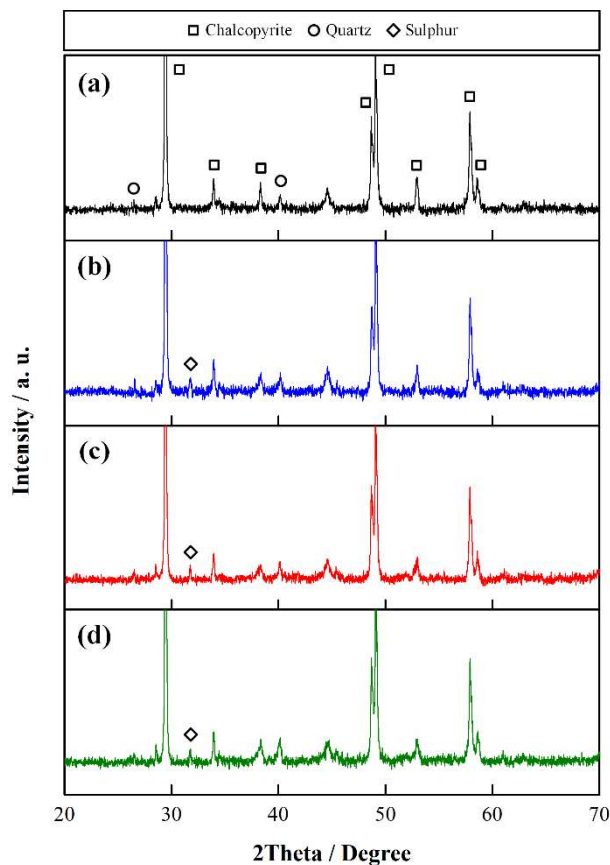 Chalcopyrite Quartz Sulphur
(a)
(b)
(c)
(d)
Intensity / a. u.
20 30 40 50 60 70
2Theta / Degree